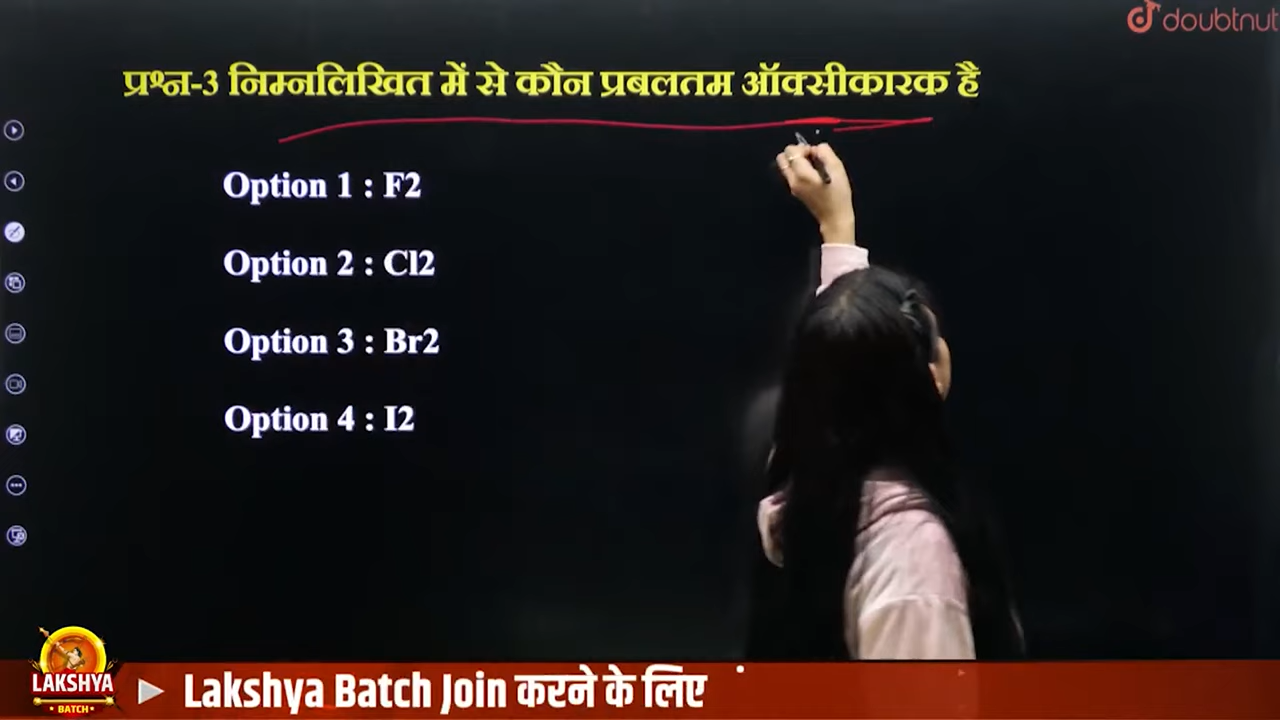 doubtnut
प्रश्न-3 निम्नलिखित में से कौन प्रबलतम ऑक्सीकारक है
Option 1 : F2
Option 2 : Cl2
Option 3 : Br2
Option 4 : I2
LAKSHYA
BATCH
Lakshya Batch Join करने के लिए